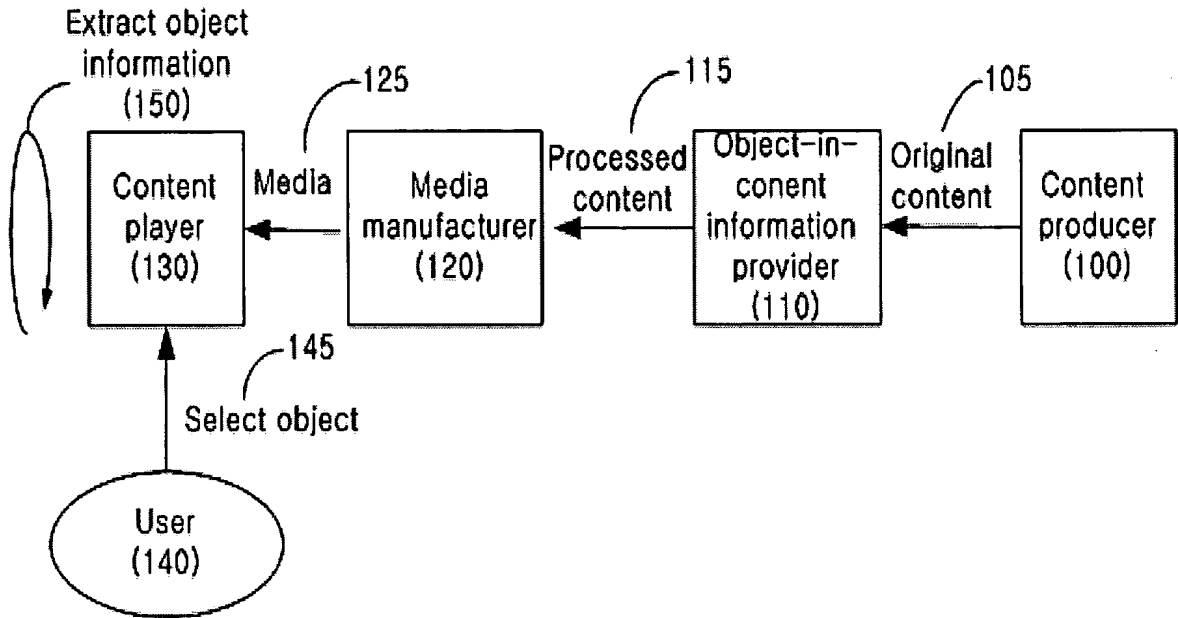 Extract object
information
(150)
125
115
105
Content
player
(130)
Media
Media
manufacturer
(120)
Processed
content
Object-in-
conent
information
provider
(110)
Original
content
Content
producer
(100)
145
Select object
User
(140)